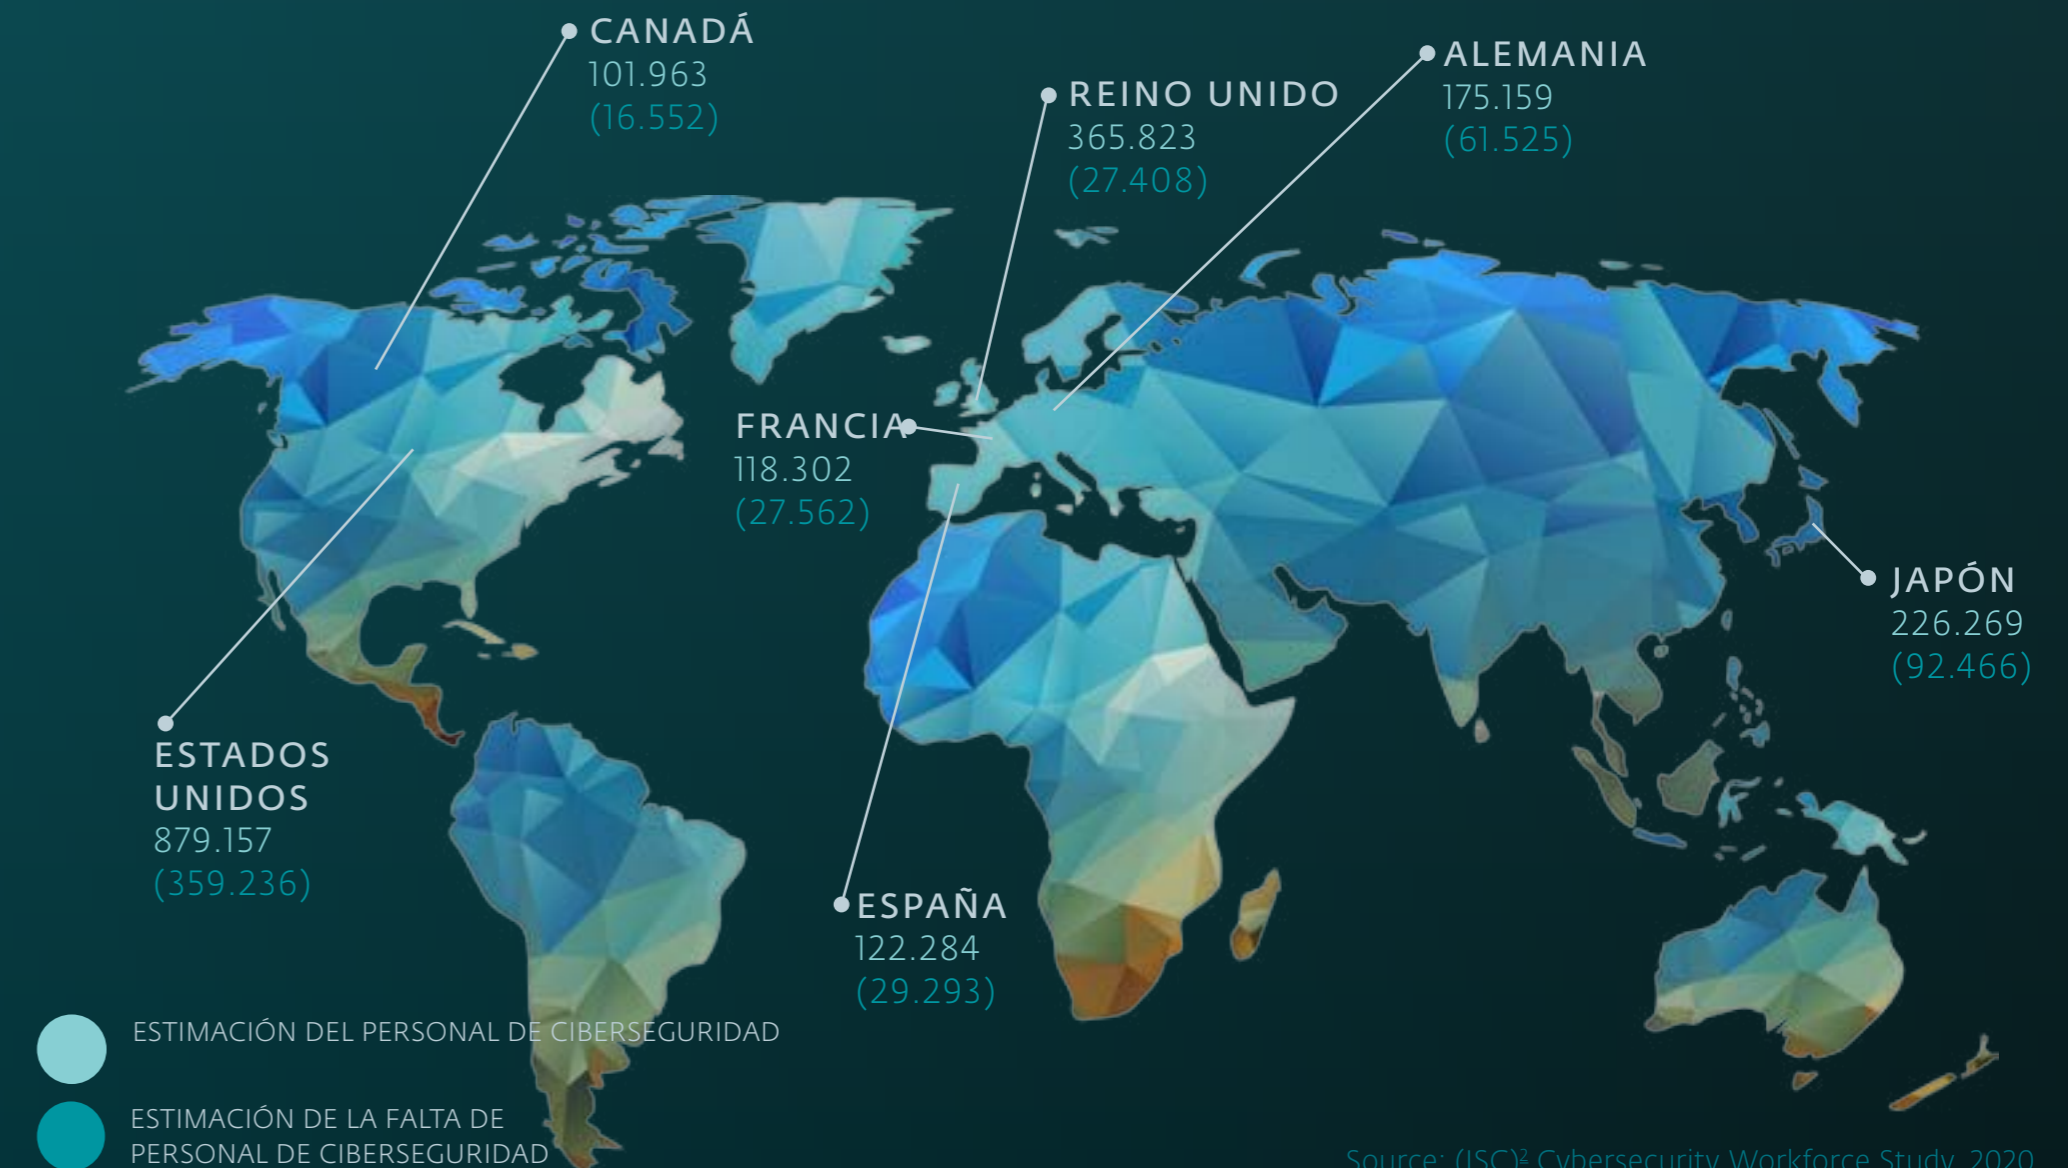 CANADÁ
101.963
(16.552)
REINO UNIDO
365.823
(27.408)
ALEMANIA
175.159
(61.525)
FRANCIA
118.302
(27.562)
JAPÓN
226.269
(92.466)
ESTADOS
UNIDOS
879.157
(359.236)
ESPAÑA
122.284
(29.293)
ESTIMACIÓN DEL PERSONAL DE CIBERSEGURIDAD
ESTIMACIÓN DE LA FALTA DE
PERSONAL DE CIBERSEGURIDAD
Source: (ISC)² Cybersecurity Workforce Study, 2020